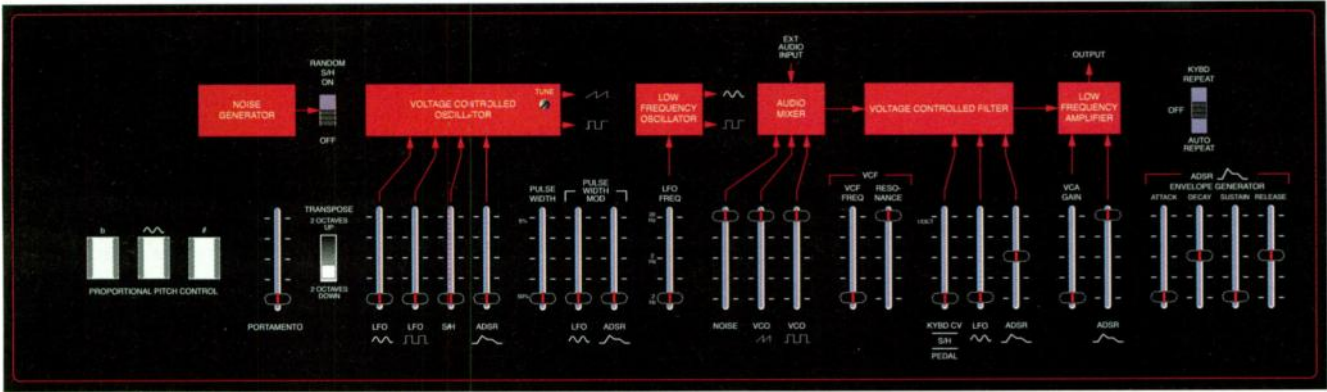 NOISE
GENERATOR
RANDOM
S/H
ON
OFF
TUNE
VOLTAGE CONTROLLED
OSCILLATOR
LOW
FREQUENCY
OSCILLATOR
EXT
AUDIO
INPUT
AUDIO
MIXER
VOLTAGE CONTROLLED FILTER
OUTPUT
LOW
FREQUENCY
AMPLIFIER
KYBD
REPEAT
OFF
AUTO
REPEAT
b
#
PROPORTIONAL PITCH CONTROL
PORTAMENTO
TRANSPOSE
2 OCTAVES
UP
2 OCTAVES
DOWN
LFO
LFO
S/H
ADSR
PULSE
WIDTH
50%
PULSE
WIDTH
MOD
LFO
ADSR
LFO
FREQ
NOISE
VCO
VCO
VCF
VCF
FREQ
RESO-
NANCE
KYBD CV
S/H
PEDAL
LFO
ADSR
VCA
GAIN
ADSR
ADSR
ENVELOPE GENERATOR
ATTACK
DECAY
SUSTAIN
RELEASE